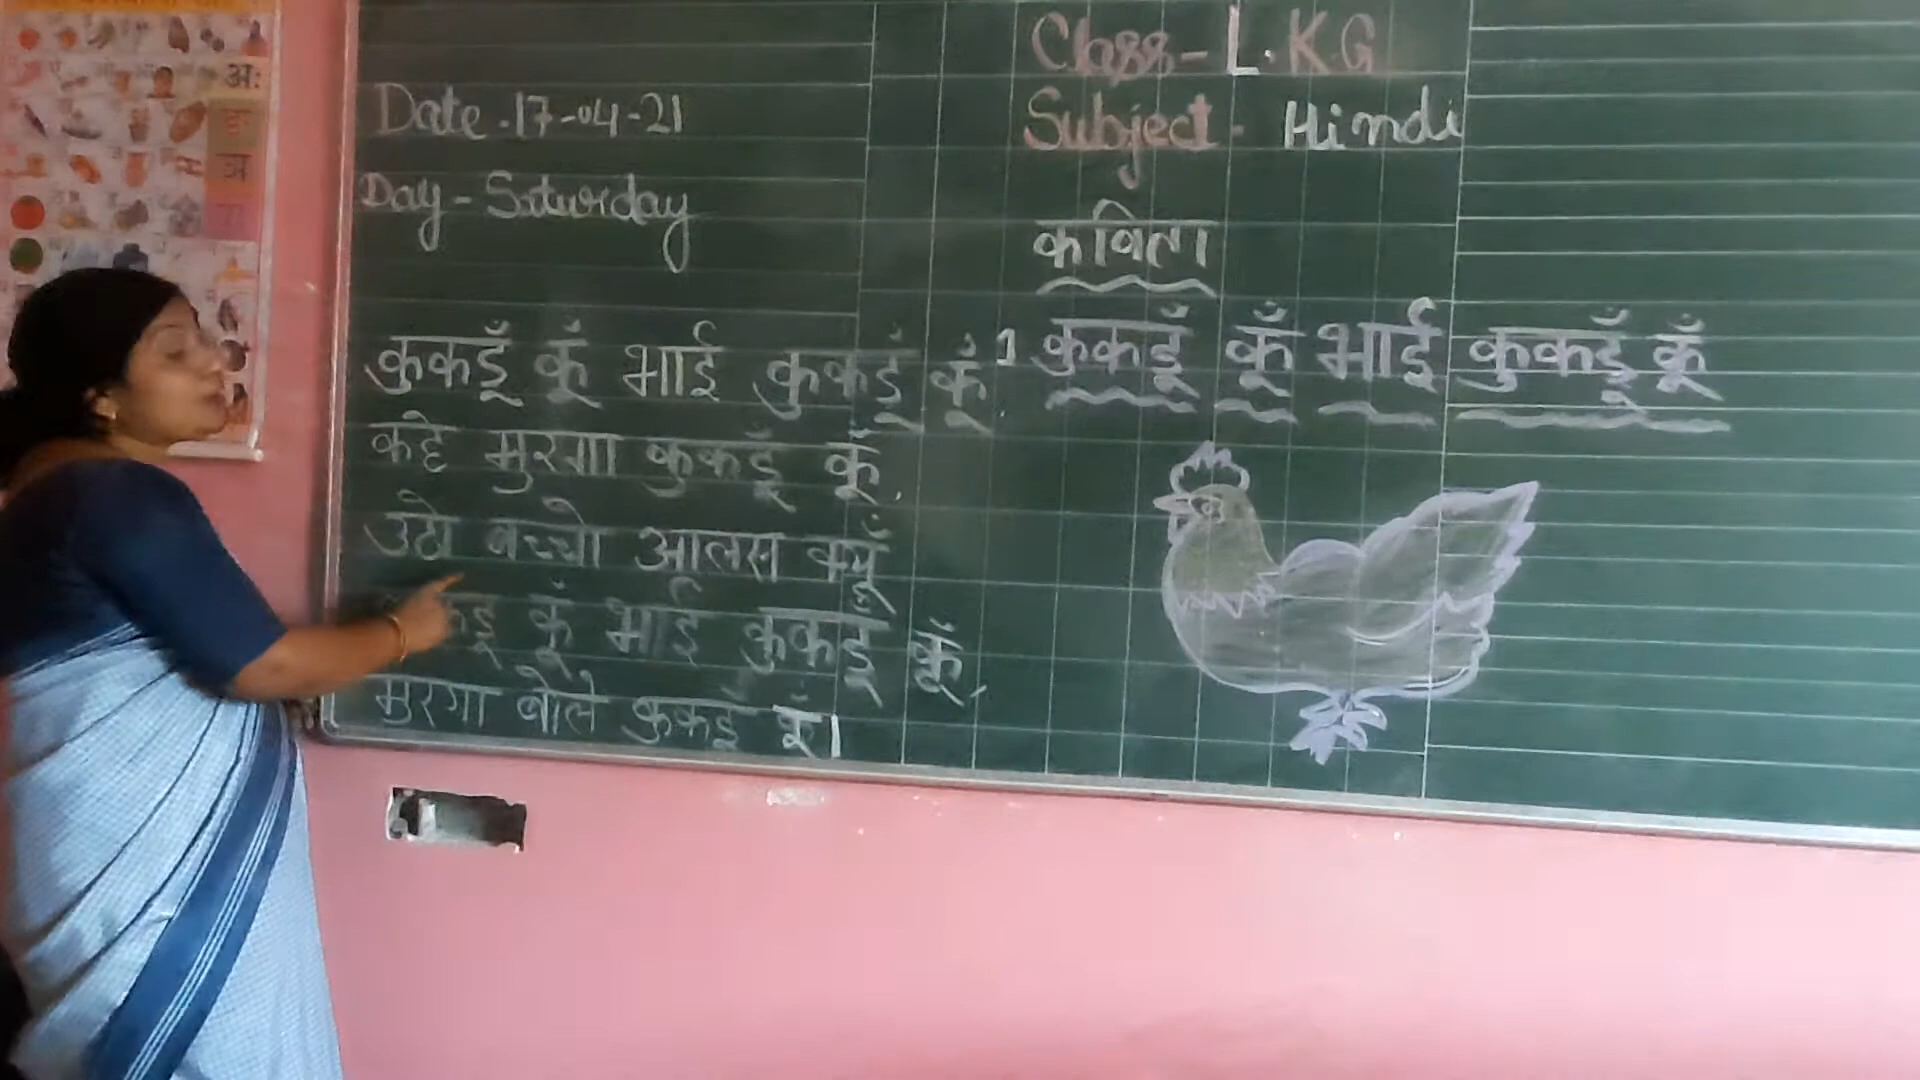 Date.17-04-21
Day-Saturday
Class-L.K.G
Subject- Hindi
कविता
1 कुकडूँ कूँ भाई कुकडूँ कूँ
कुकडूँ कूँ भाई कुकडूं कूं
कहे मुरगा कुकडूँ कूँ
उठो बच्चो आलस क्यूँ
कूँ भाई कुकडूँ कूँ,
मुरगा बोले कुकडूं कूं।
अः
ङ
ञ
ण